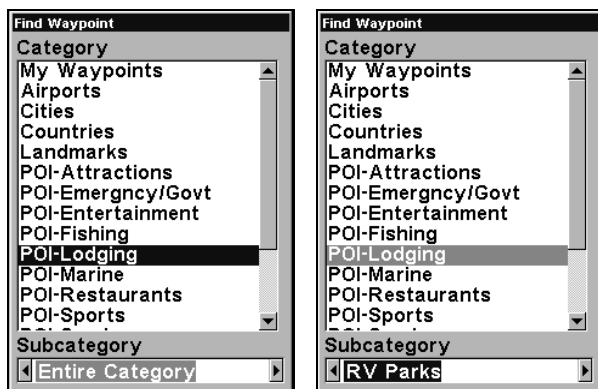 Find Waypoint
Category
My Waypoints
Airports
Cities
Countries
Landmarks
POI-Attractions
POI-Emergncy/Govt
POI-Entertainment
POI-Fishing
POI-Lodging
POI-Marine
POI-Restaurants
POI-Sports
Subcategory
Entire Category
Find Waypoint
Category
My Waypoints
Airports
Cities
Countries
Landmarks
POI-Attractions
POI-Emergncy/Govt
POI-Entertainment
POI-Fishing
POI-Lodging
POI-Marine
POI-Restaurants
POI-Sports
Subcategory
RV Parks